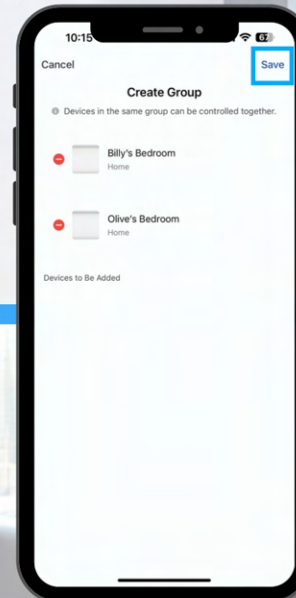 10:15
Cancel
Save
Create Group
Devices in the same group can be controlled together.
Billy's Bedroom
Home
Olive's Bedroom
Home
Devices to Be Added